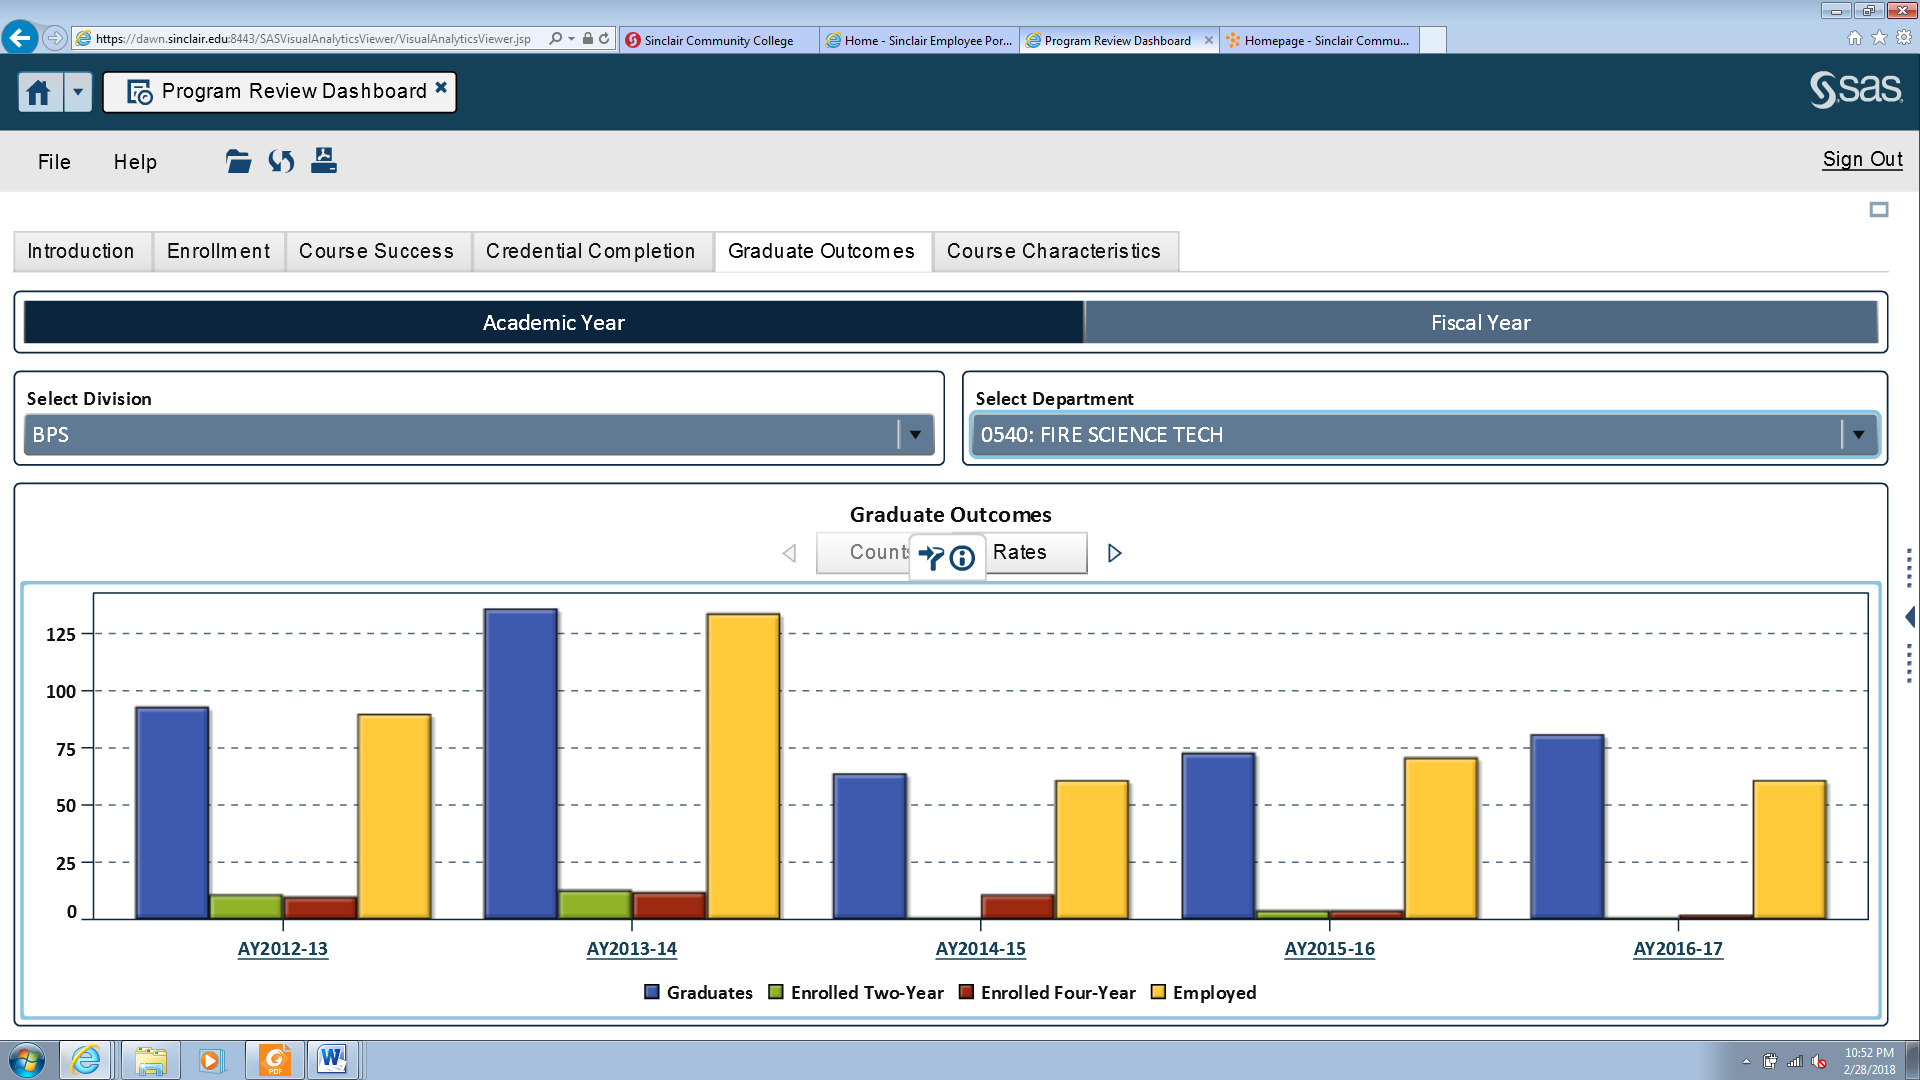 https://dawn.sinclair.edu:8443/SASVisualAnalyticsViewer/VisualAnalyticsViewer.jsp
Sinclair Community College
Home - Sinclair Employee Por...
Program Review Dashboard
Homepage - Sinclair Commu...
Program Review Dashboard
sas
File Help
Sign Out
Introduction Enrollment Course Success Credential Completion Graduate Outcomes Course Characteristics
Academic Year Fiscal Year
Select Division
BPS
Select Department
0540: FIRE SCIENCE TECH
Graduate Outcomes
Counts Rates
125
100
75
50
25
0
AY2012-13 AY2013-14 AY2014-15 AY2015-16 AY2016-17
Graduates Enrolled Two-Year Enrolled Four-Year Employed
PDF
10:52 PM
2/28/2018